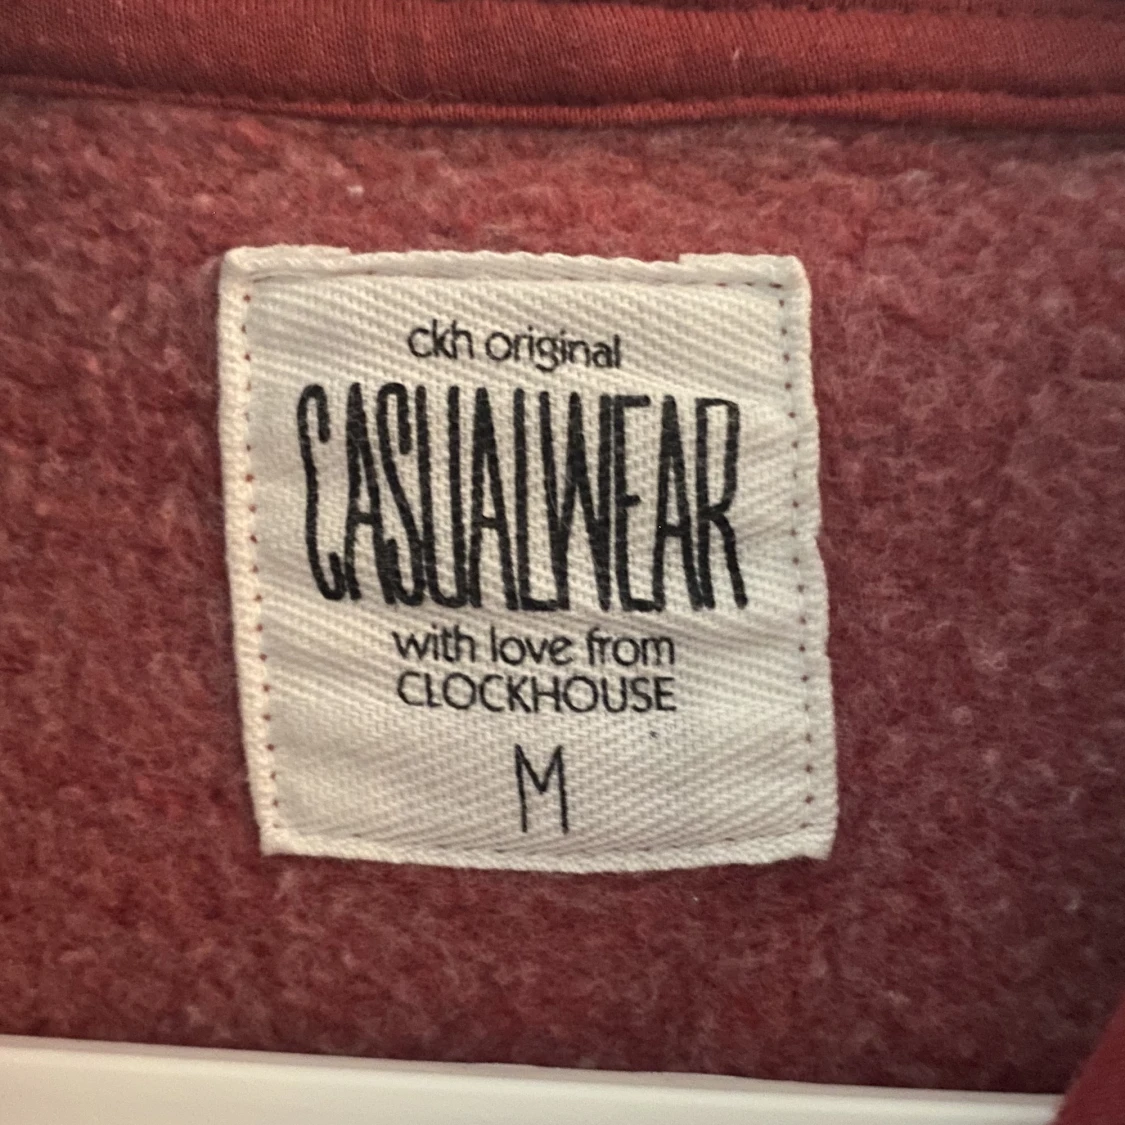 ckh original
CASUALWEAR
with love from
CLOCKHOUSE
M